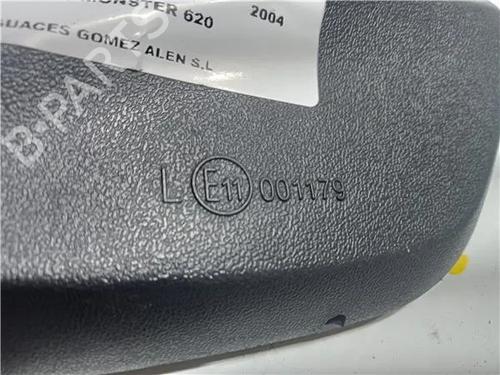 MONSTER 620 2004
GUACES GOMEZ ALEN S.L
B-PARTS
L E11 001179